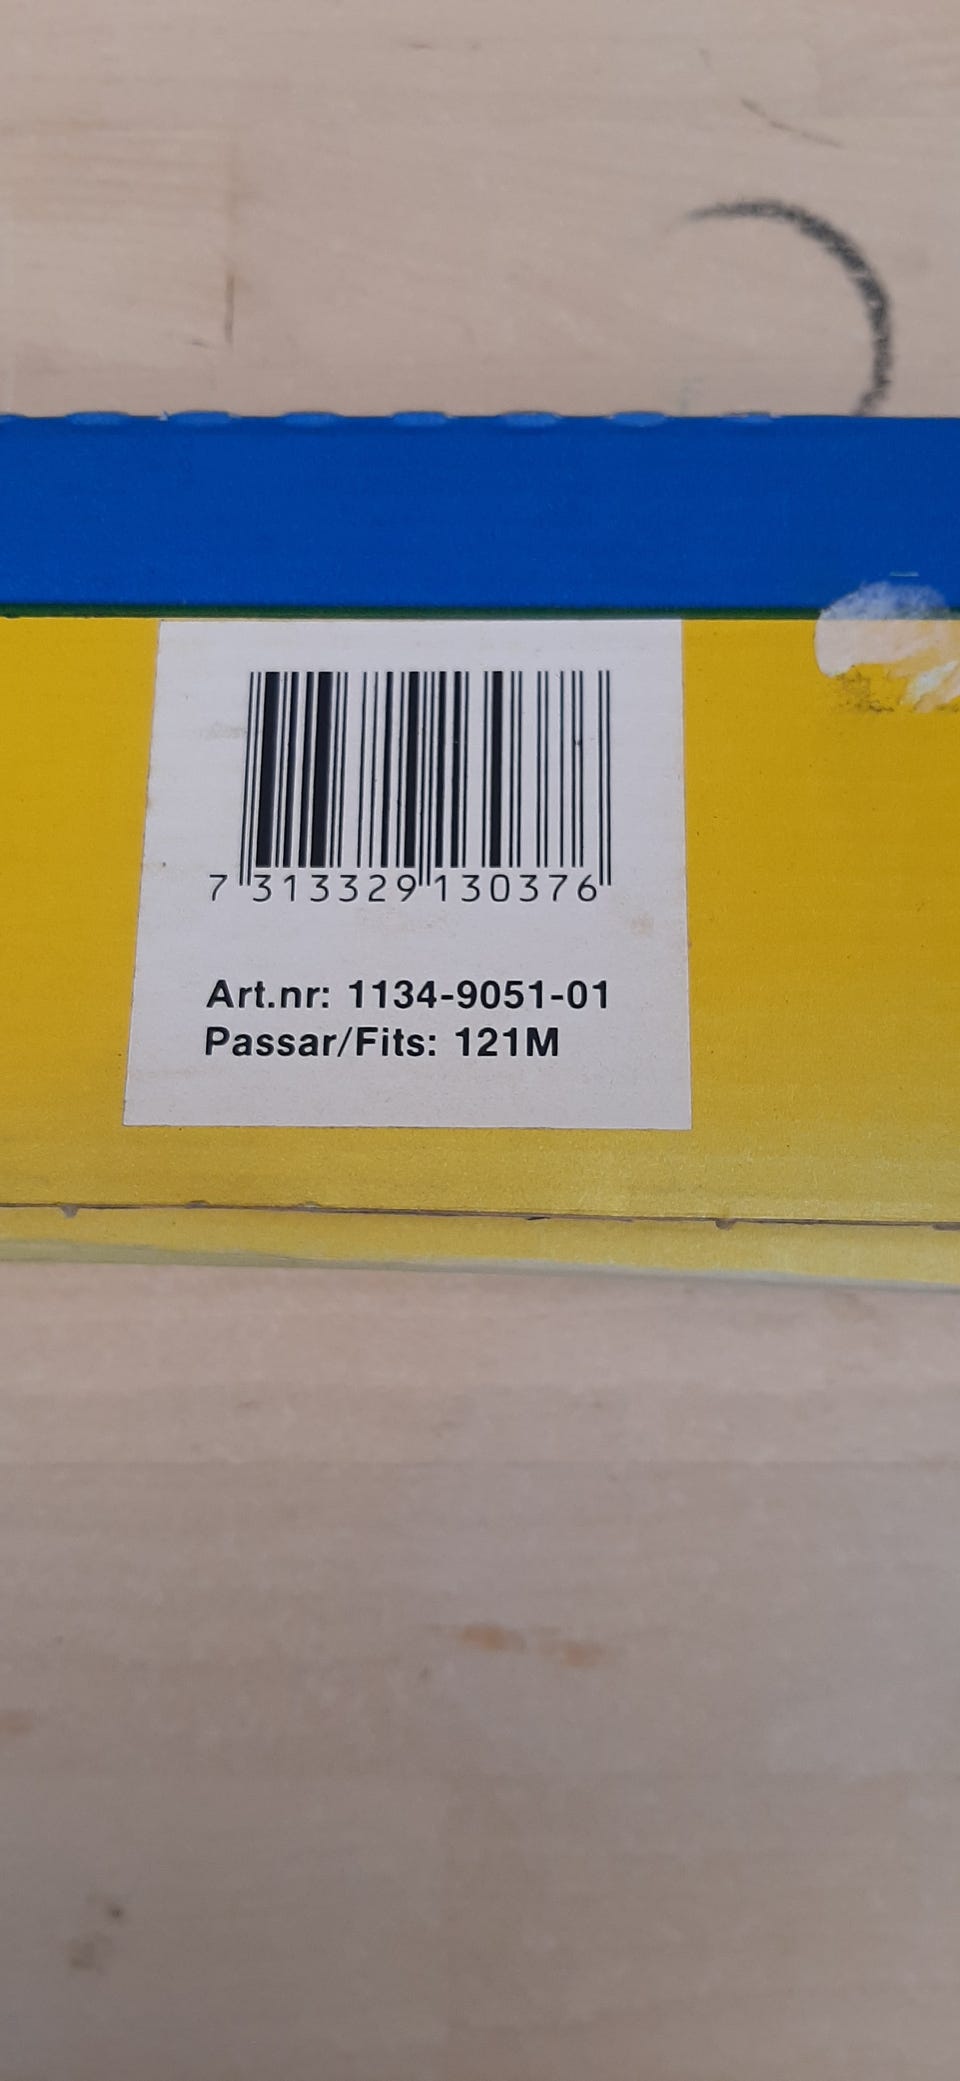 7 313329 130376
Art.nr: 1134-9051-01
Passar/Fits: 121M